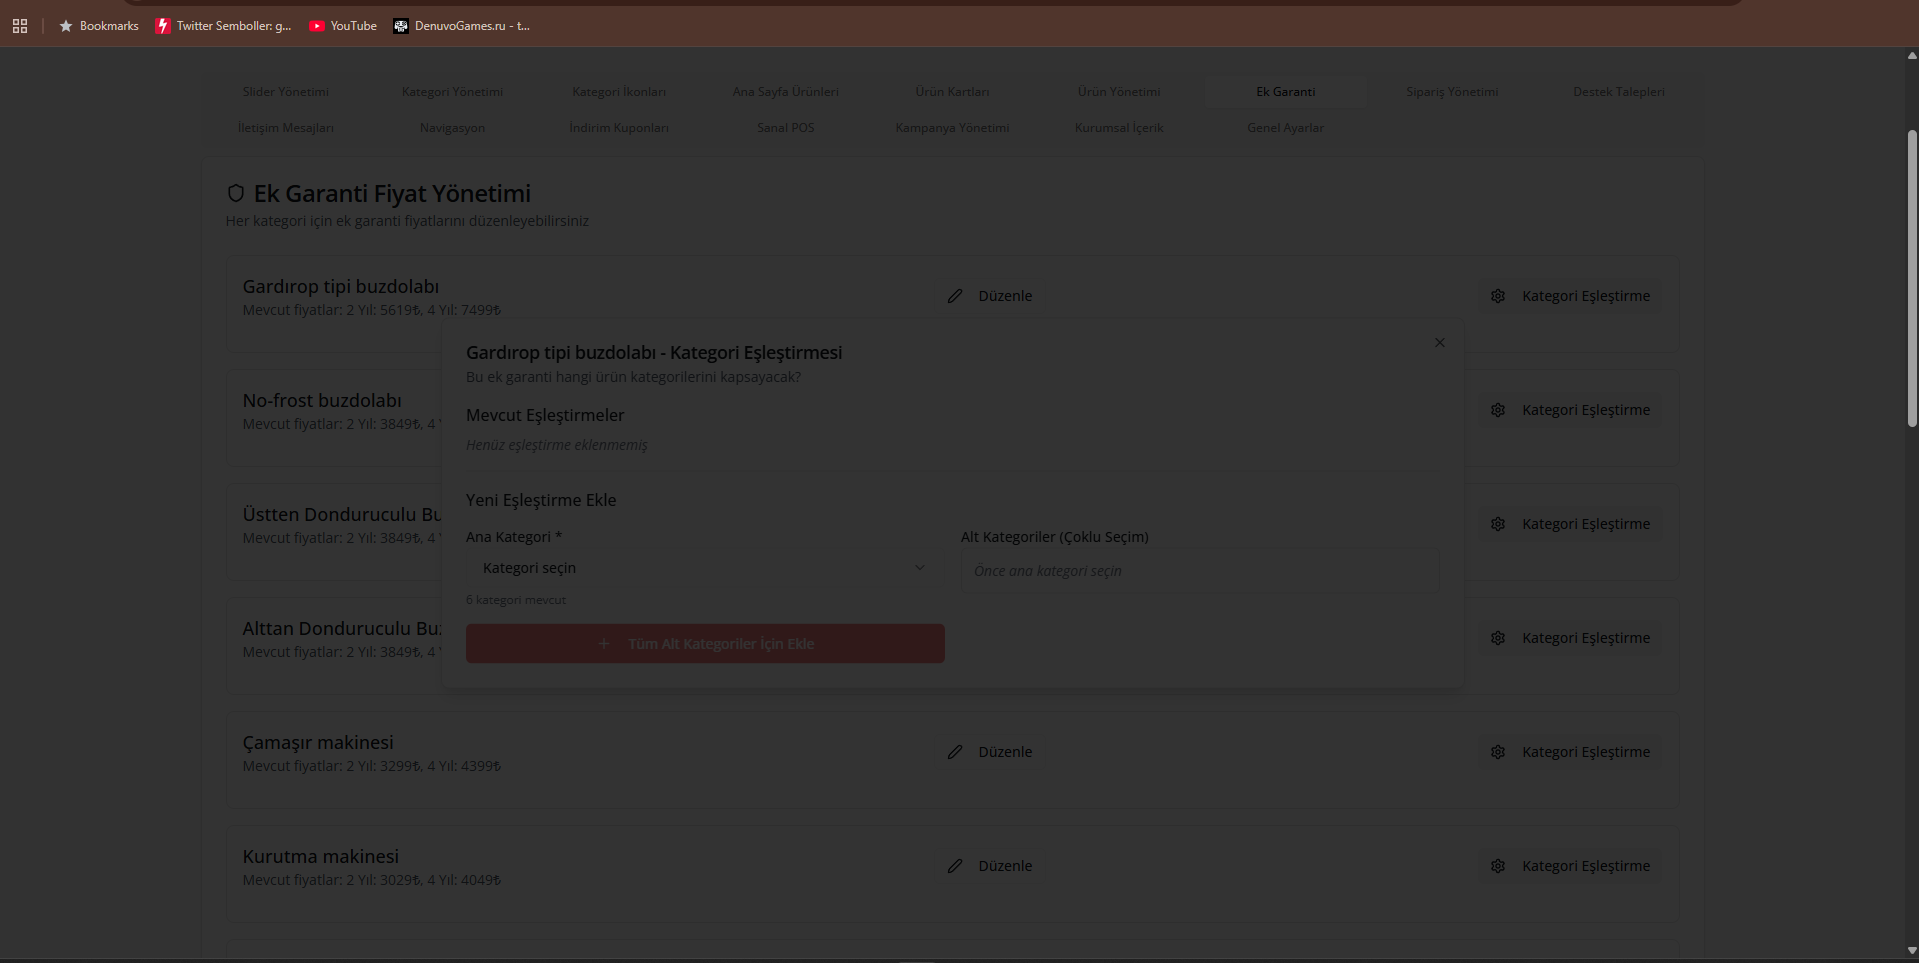 Bookmarks
Twitter Semboller: g...
YouTube
DenuvoGames.ru - t...
Slider Yönetimi
Kategori Yönetimi
Kategori İkonları
Ana Sayfa Ürünleri
Ürün Kartları
Ürün Yönetimi
Ek Garanti
Sipariş Yönetimi
Destek Talepleri
İletişim Mesajları
Navigasyon
İndirim Kuponları
Sanal POS
Kampanya Yönetimi
Kurumsal İçerik
Genel Ayarlar
Ek Garanti Fiyat Yönetimi
Her kategori için ek garanti fiyatlarını düzenleyebilirsiniz
Gardırop tipi buzdolabı
Mevcut fiyatlar: 2 Yıl: 5619₺, 4 Yıl: 7499₺
Düzenle
Kategori Eşleştirme
Gardırop tipi buzdolabı - Kategori Eşleştirmesi
Bu ek garanti hangi ürün kategorilerini kapsayacak?
Mevcut Eşleştirmeler
Henüz eşleştirme eklenmemiş
Yeni Eşleştirme Ekle
Ana Kategori *
Kategori seçin
6 kategori mevcut
Alt Kategoriler (Çoklu Seçim)
Önce ana kategori seçin
Tüm Alt Kategoriler İçin Ekle
No-frost buzdolabı
Mevcut fiyatlar: 2 Yıl: 3849₺, 4
Kategori Eşleştirme
Üstten Donduruculu Bu
Mevcut fiyatlar: 2 Yıl: 3849₺, 4
Kategori Eşleştirme
Alttan Donduruculu Buz
Mevcut fiyatlar: 2 Yıl: 3849₺, 4
Kategori Eşleştirme
Çamaşır makinesi
Mevcut fiyatlar: 2 Yıl: 3299₺, 4 Yıl: 4399₺
Düzenle
Kategori Eşleştirme
Kurutma makinesi
Mevcut fiyatlar: 2 Yıl: 3029₺, 4 Yıl: 4049₺
Düzenle
Kategori Eşleştirme